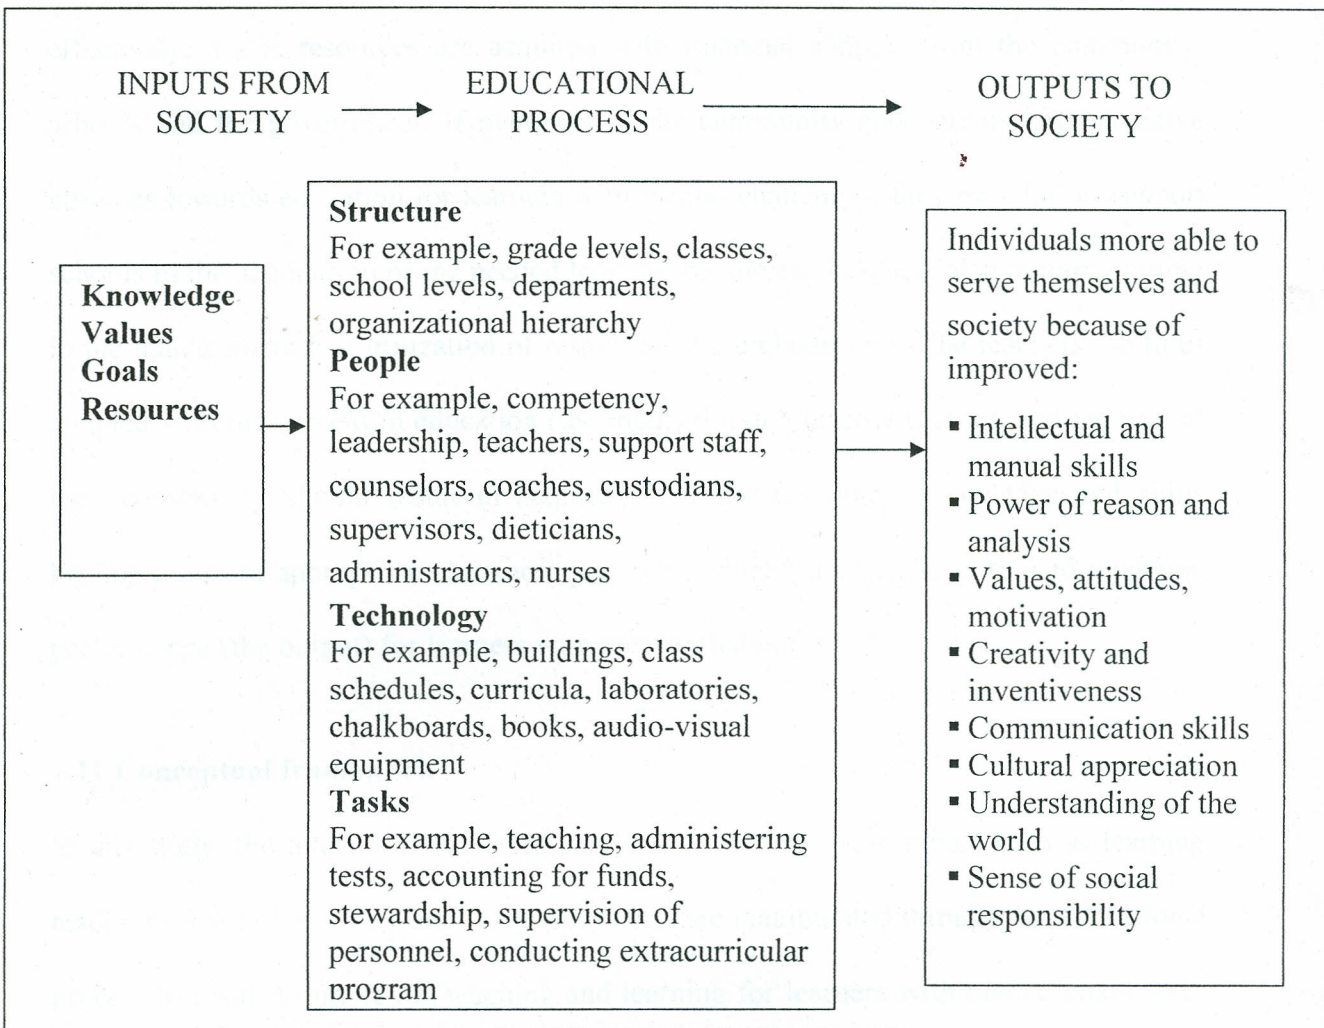 INPUTS FROM
SOCIETY
EDUCATIONAL
PROCESS
OUTPUTS TO
SOCIETY
Knowledge
Values
Goals
Resources
Structure
For example, grade levels, classes,
school levels, departments,
organizational hierarchy
People
For example, competency,
leadership, teachers, support staff,
counselors, coaches, custodians,
supervisors, dieticians,
administrators, nurses
Technology
For example, buildings, class
schedules, curricula, laboratories,
chalkboards, books, audio-visual
equipment
Tasks
For example, teaching, administering
tests, accounting for funds,
stewardship, supervision of
personnel, conducting extracurricular
program
Individuals more able to
serve themselves and
society because of
improved:
▪ Intellectual and
manual skills
▪ Power of reason and
analysis
▪ Values, attitudes,
motivation
▪ Creativity and
inventiveness
▪ Communication skills
▪ Cultural appreciation
▪ Understanding of the
world
▪ Sense of social
responsibility